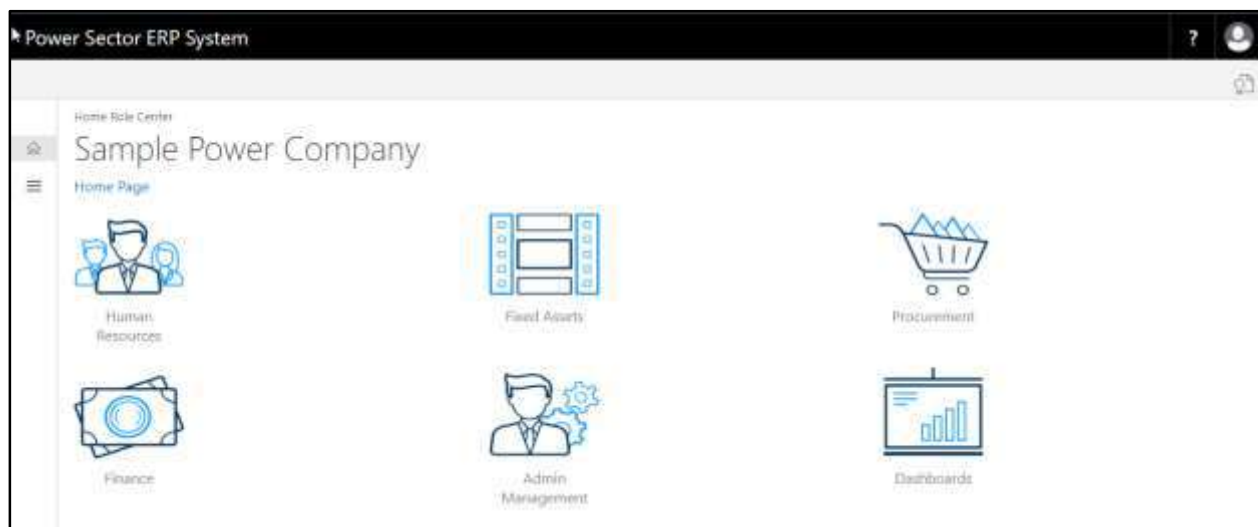 Power Sector ERP System
?
Home Role Center
Sample Power Company
Home Page
Human
Resources
Fixed Assets
Procurement
Finance
Admin
Management
Dashboards